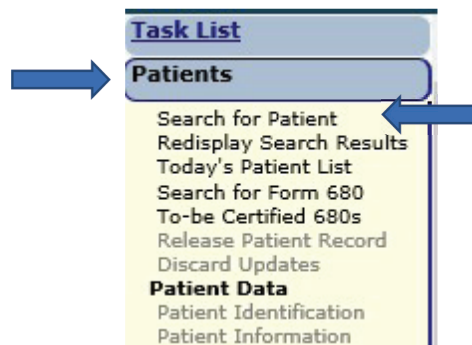 Task List
Patients
Search for Patient
Redisplay Search Results
Today's Patient List
Search for Form 680
To-be Certified 680s
Release Patient Record
Discard Updates
Patient Data
Patient Identification
Patient Information